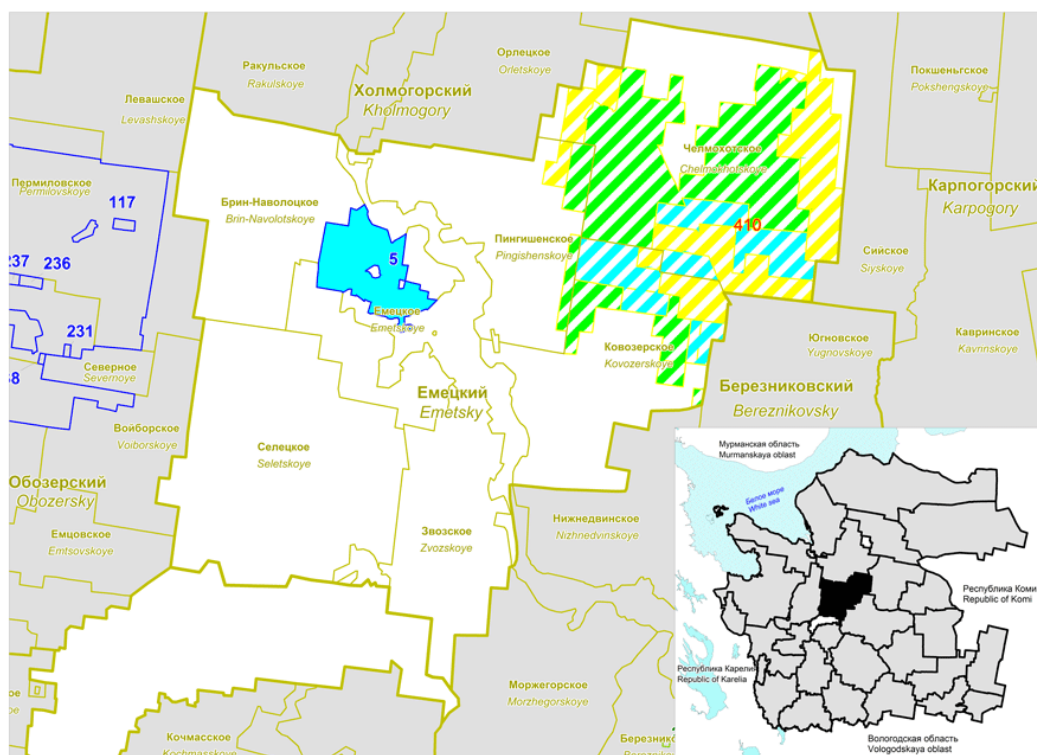 Ракульское
Rakulskoye
Орлецкое
Orletskoye
Покшеньгское
Pokshengskoye
Левашское
Levashskoye
Холмогорский
Kholmogory
Челмохотское
Chelmokhotskoye
Пермиловское
Permilovskoye
117
Брин-Наволоцкое
Brin-Navolotskoye
Карпогорский
Karpogory
410
Пингишенское
Pingishenskoye
Сийское
Siyskoye
237
236
5
Емецкое
Emetskoye
231
Северное
Severnoye
Ковозерское
Kovozerskoye
Югновское
Yugnovskoye
Кавринское
Kavrinskoye
Емецкий
Emetsky
Березниковский
Bereznikovsky
Войборское
Voiborskoye
Селецкое
Seletskoye
Обозерский
Obozersky
Звозское
Zvozskoye
Нижнедвинское
Nizhnedvinskoye
Емцовское
Emtsovskoye
Моржегорское
Morzhegorskoye
Кочмасское
Kochmasskoye
Мурманская область
Murmanskaya oblast
Белое море
White sea
Республика Коми
Republic of Komi
Республика Карелия
Republic of Karelia
Вологодская область
Vologodskaya oblast